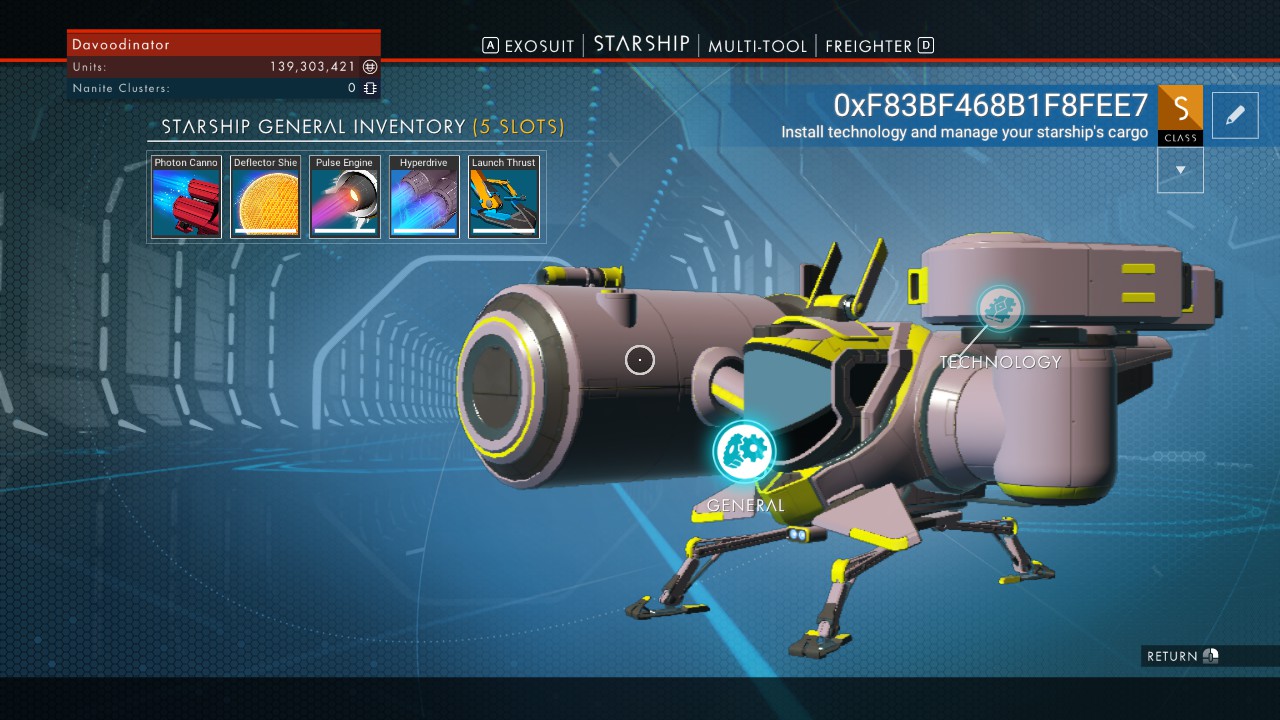 Davoodinator
Units: 139,303,421
Nanite Clusters: 0
A EXOSUIT STARSHIP MULTI-TOOL FREIGHTER D
0xF83BF468B1F8FEE7
Install technology and manage your starship's cargo
S
CLASS
STARSHIP GENERAL INVENTORY (5 SLOTS)
Photon Canno Deflector Shie Pulse Engine Hyperdrive Launch Thrust
TECHNOLOGY
GENERAL
RETURN